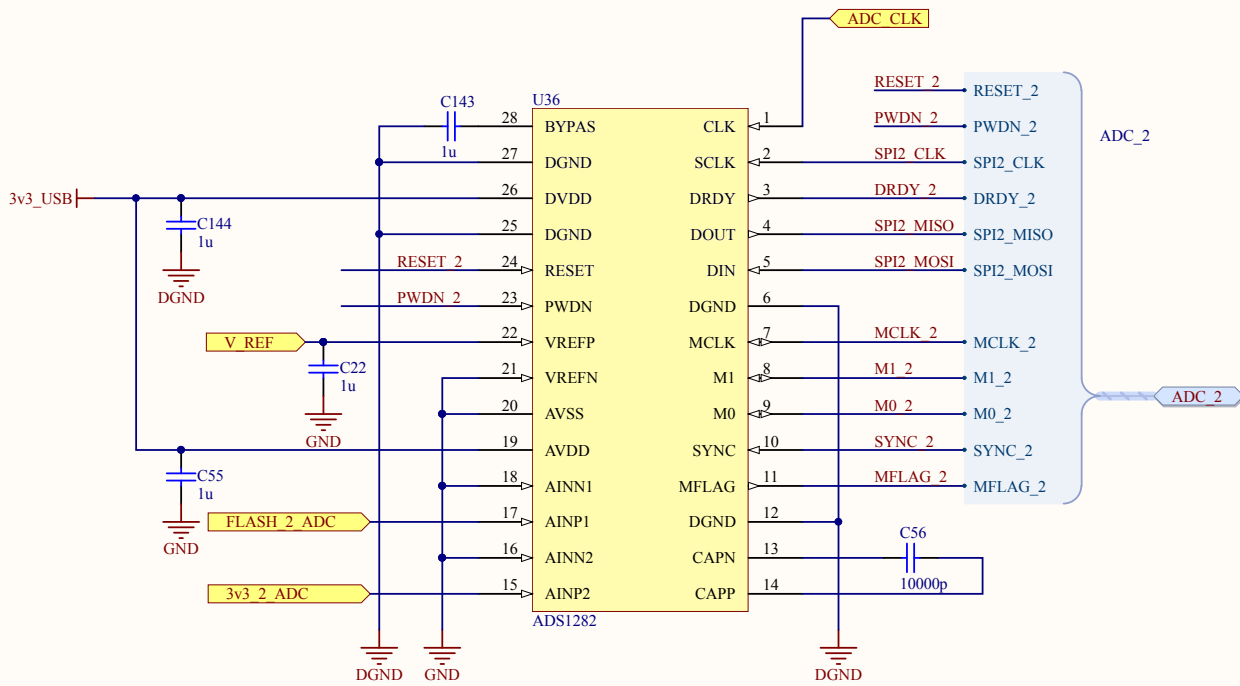 ADC_CLK
U36
C143
1u
28
BYPAS
CLK
1
RESET_2
RESET_2
27
DGND
SCLK
2
PWDN_2
PWDN_2
ADC_2
3v3_USB
26
DVDD
DRDY
3
SPI2_CLK
SPI2_CLK
C144
1u
DGND
25
DGND
DOUT
4
DRDY_2
DRDY_2
RESET_2
24
RESET
DIN
5
SPI2_MISO
SPI2_MISO
PWDN_2
23
PWDN
DGND
6
SPI2_MOSI
SPI2_MOSI
V_REF
22
VREFP
MCLK
7
MCLK_2
MCLK_2
C22
1u
GND
21
VREFN
M1
8
M1_2
M1_2
20
AVSS
M0
9
M0_2
M0_2
ADC_2
19
AVDD
SYNC
10
SYNC_2
SYNC_2
C55
1u
GND
18
AINN1
MFLAG
11
MFLAG_2
MFLAG_2
FLASH_2_ADC
17
AINP1
DGND
12
16
AINN2
CAPN
13
C56
10000p
3v3_2_ADC
15
AINP2
CAPP
14
ADS1282
DGND
GND
DGND